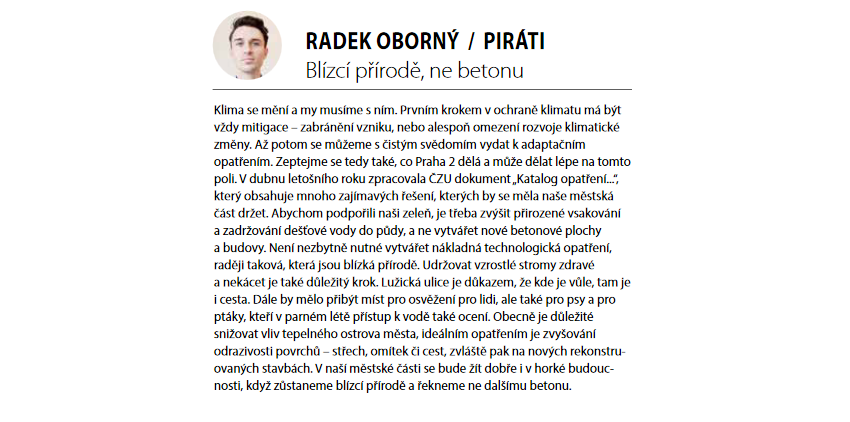 RADEK OBORNÝ / PIRÁTI
Blízcí přírodě, ne betonu
Klima se mění a my musíme s ním. Prvním krokem v ochraně klimatu má být
vždy mitigace – zabránění vzniku, nebo alespoň omezení rozvoje klimatické
změny. Až potom se můžeme s čistým svědomím vydat k adaptačním
opatřením. Zeptejme se tedy také, co Praha 2 dělá a může dělat lépe na tomto
poli. V dubnu letošního roku zpracovala ČZU dokument „Katalog opatření...“,
který obsahuje mnoho zajímavých řešení, kterých by se měla naše městská
část držet. Abychom podpořili naši zeleň, je třeba zvýšit přirozené vsakování
a zadržování dešťové vody do půdy, a ne vytvářet nové betonové plochy
a budovy. Není nezbytně nutné vytvářet nákladná technologická opatření,
raději taková, která jsou blízká přírodě. Udržovat vzrostlé stromy zdravé
a nekácet je také důležitý krok. Lužická ulice je důkazem, že kde je vůle, tam je
i cesta. Dále by mělo přibýt míst pro osvěžení pro lidi, ale také pro psy a pro
ptáky, kteří v parném létě přístup k vodě také ocení. Obecně je důležité
snižovat vliv tepelného ostrova města, ideálním opatřením je zvyšování
odrazivosti povrchů – střech, omítek či cest, zvláště pak na nových rekonstru-
ovaných stavbách. V naší městské části se bude žít dobře i v horké budouc-
nosti, když zůstaneme blízcí přírodě a řekneme ne dalšímu betonu.